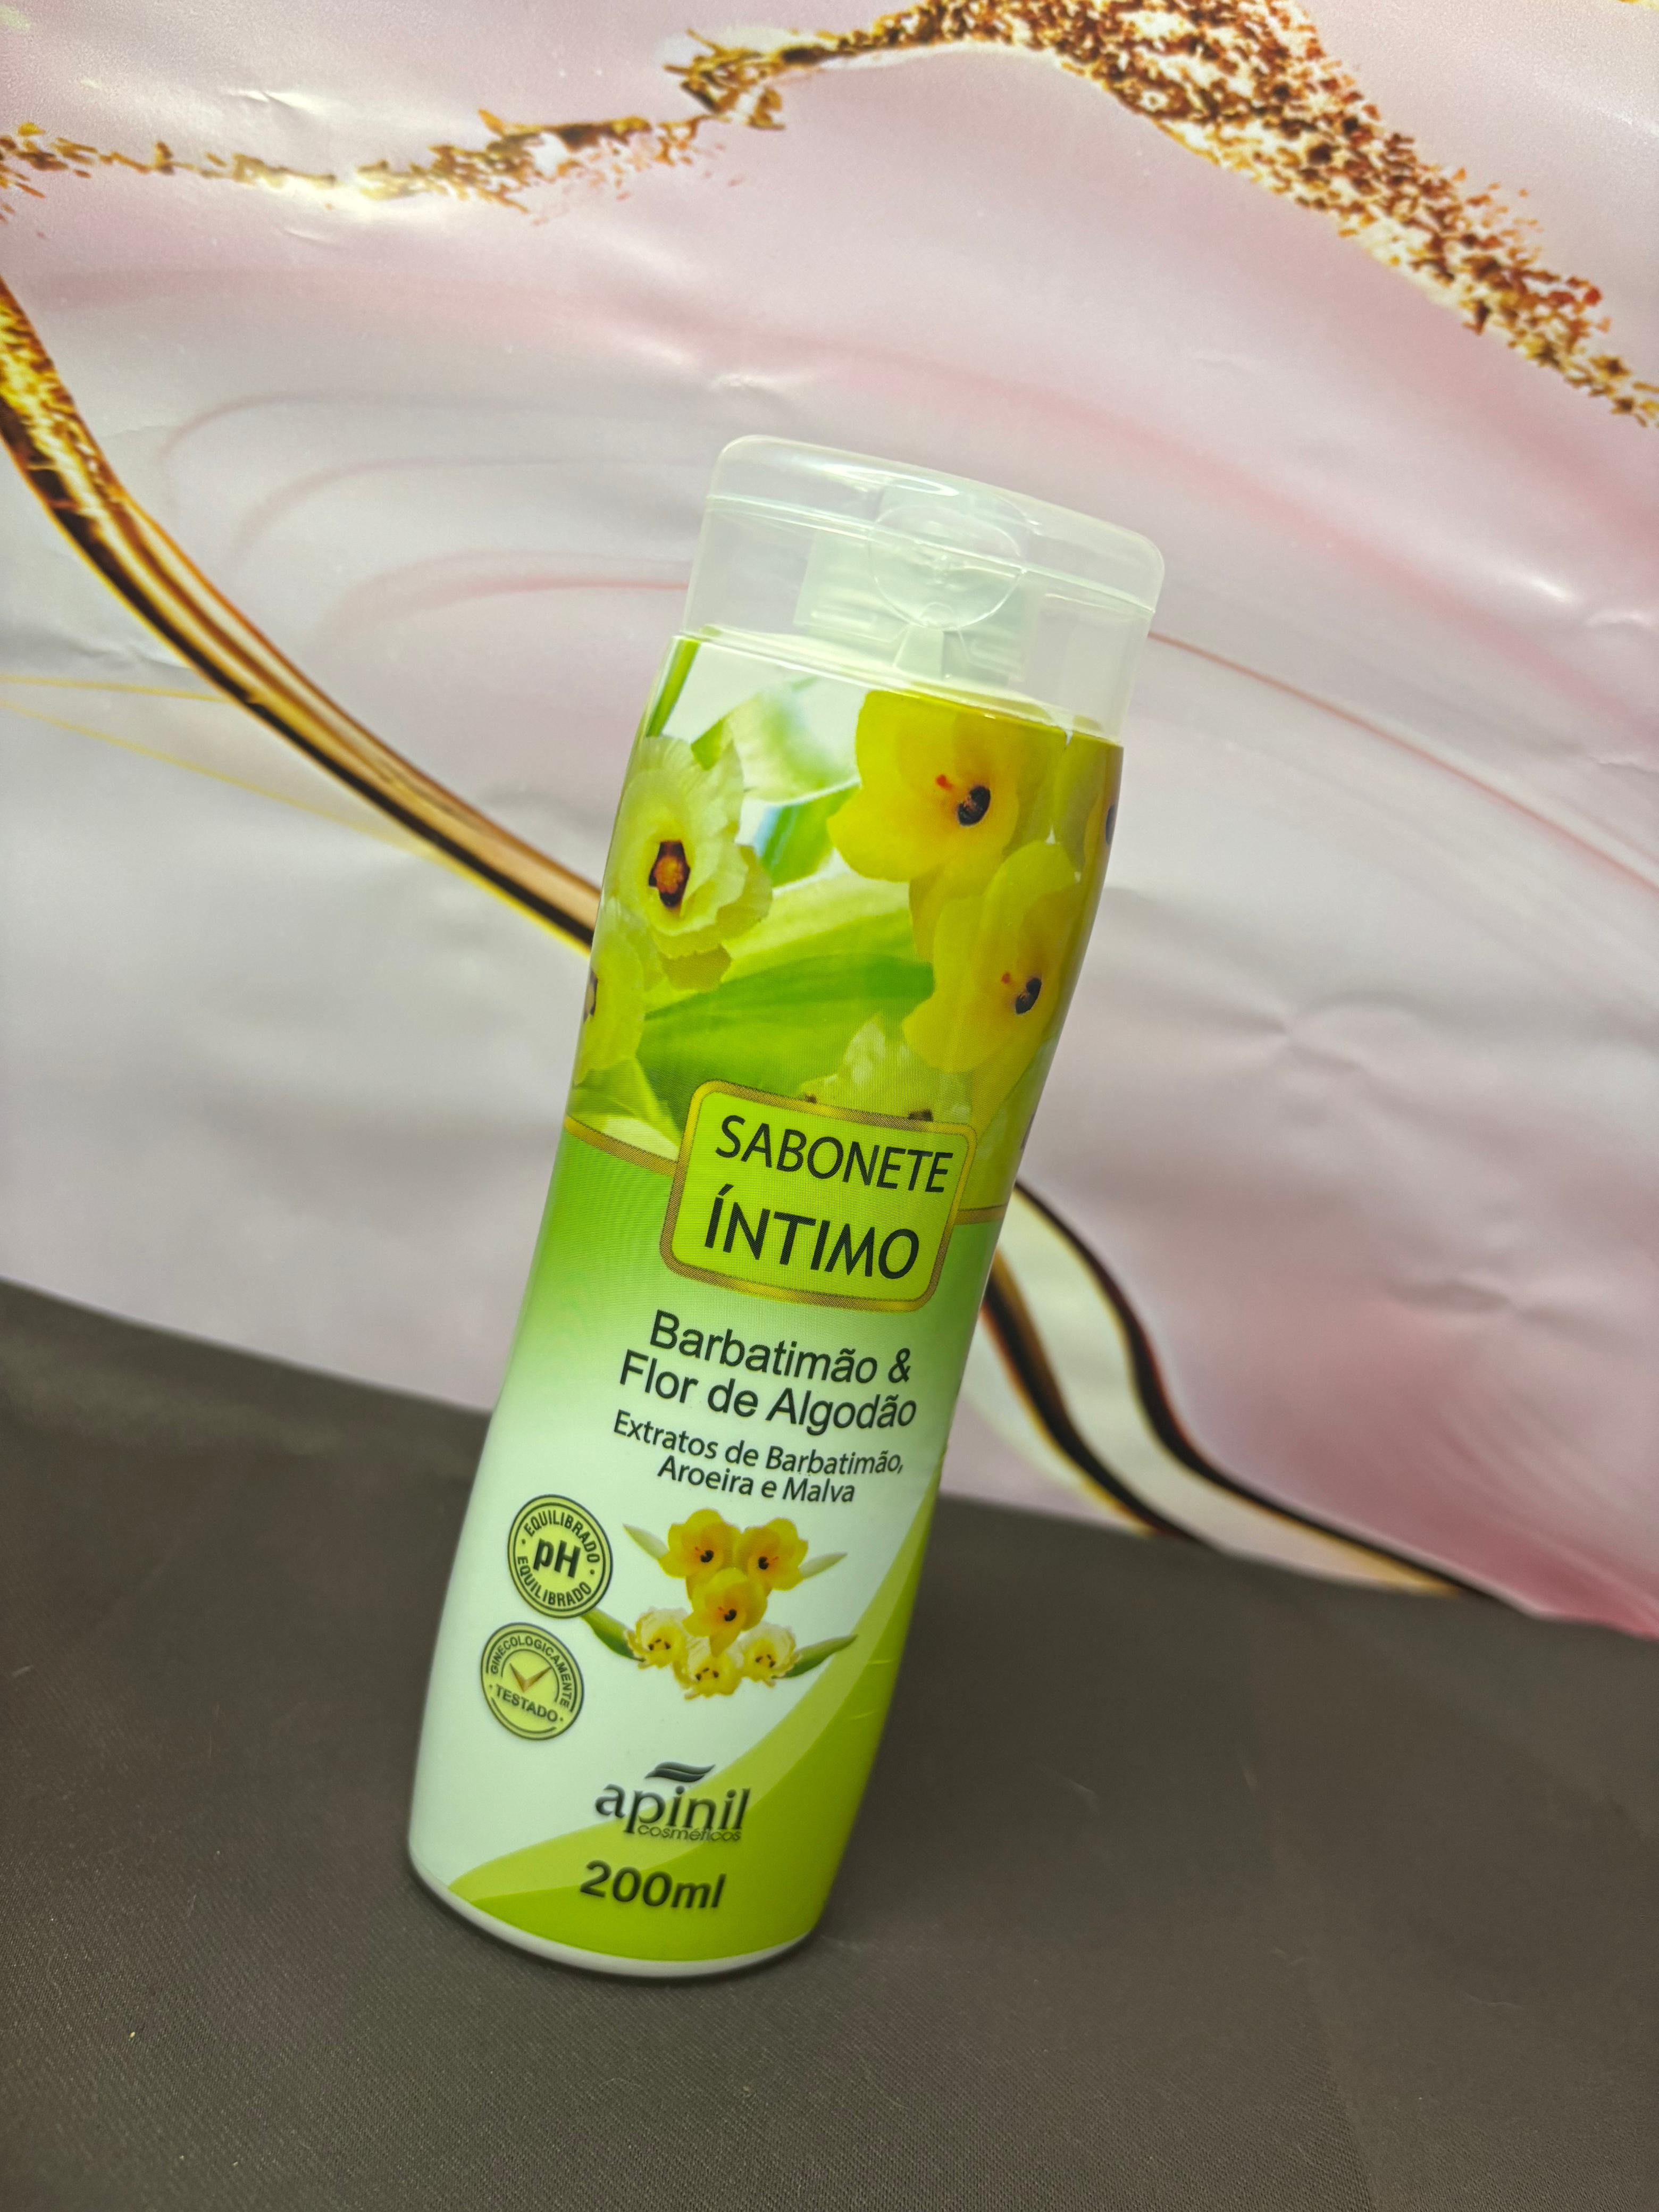 SABONETE
ÍNTIMO
Barbatimão &
Flor de Algodão
Extratos de Barbatimão,
Aroeira e Malva
EQUILIBRADO
pH
EQUILIBRADO
GINECOLOGICAMENTE
TESTADO
apinil
cosméticos
200ml